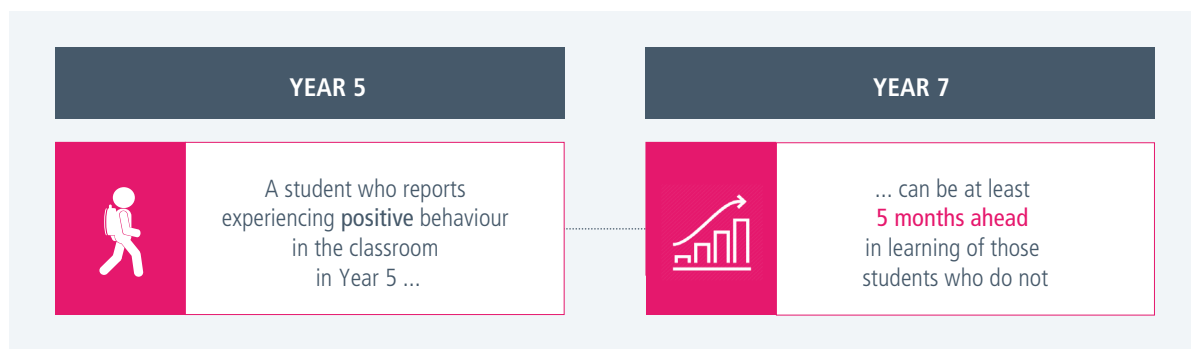 YEAR 5
A student who reports
experiencing positive behaviour
in the classroom
in Year 5 ...
YEAR 7
... can be at least
5 months ahead
in learning of those
students who do not